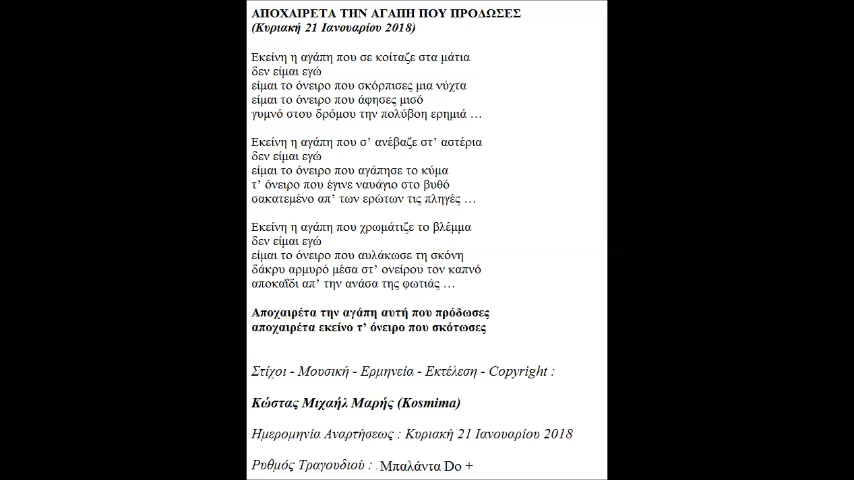 ΑΠΟΧΑΙΡΕΤΑ ΤΗΝ ΑΓΑΠΗ ΠΟΥ ΠΡΟΔΩΣΕΣ
(Κυριακή 21 Ιανουαρίου 2018)
Εκείνη η αγάπη που σε κοίταζε στα μάτια
δεν είμαι εγώ
είμαι το όνειρο που σκόρπισες μια νύχτα
είμαι το όνειρο που άφησες μισό
γυμνό στου δρόμου την πολύβοη ερημιά …
Εκείνη η αγάπη που σ’ ανέβαζε στ’ αστέρια
δεν είμαι εγώ
είμαι το όνειρο που αγάπησε το κύμα
τ’ όνειρο που έγινε ναυάγιο στο βυθό
σακατεμένο απ’ των ερώτων τις πληγές …
Εκείνη η αγάπη που χρωμάτιζε το βλέμμα
δεν είμαι εγώ
είμαι το όνειρο που αυλάκωσε τη σκόνη
δάκρυ αρμυρό μέσα στ’ ονείρου τον καπνό
αποκαΐδι απ’ την ανάσα της φωτιάς …
Αποχαιρέτα την αγάπη αυτή που πρόδωσες
αποχαιρέτα εκείνο τ’ όνειρο που σκότωσες
Στίχοι - Μουσική - Ερμηνεία - Εκτέλεση - Copyright :
Κώστας Μιχαήλ Μαρής (Kosmima)
Ημερομηνία Αναρτήσεως : Κυριακή 21 Ιανουαρίου 2018
Ρυθμός Τραγουδιού : Μπαλάντα Do +